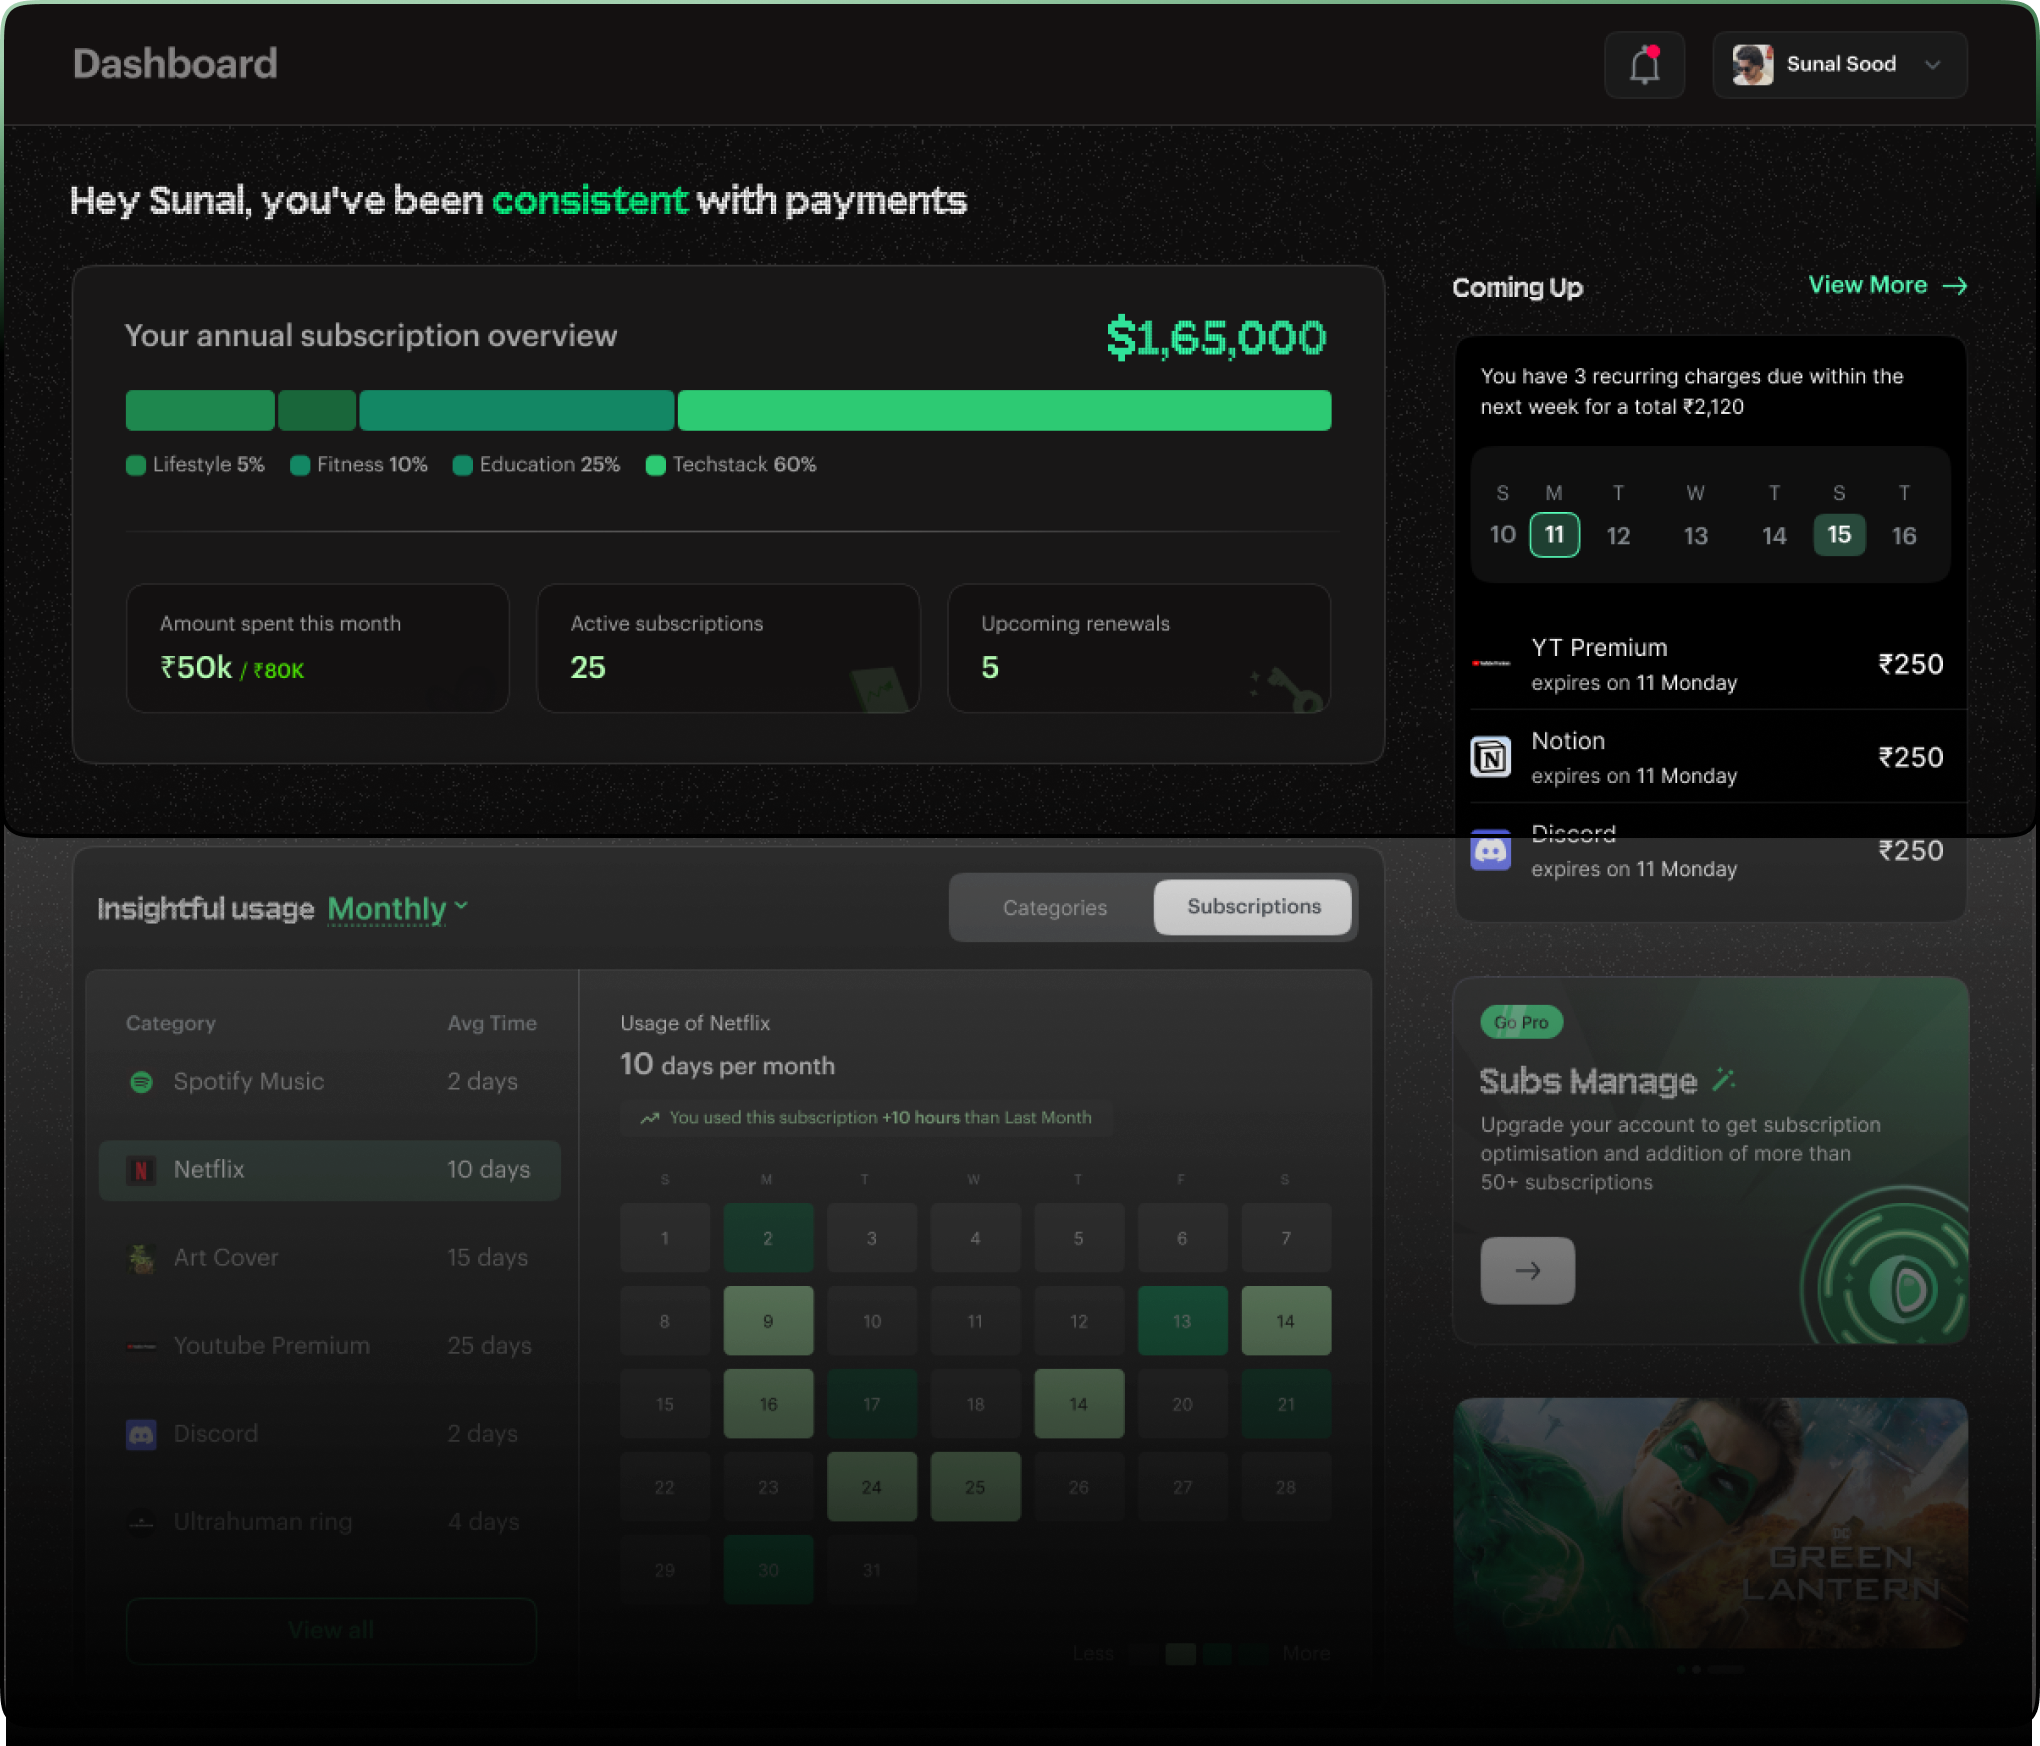 Dashboard
Sunal Sood
Hey Sunal, you've been consistent with payments
Your annual subscription overview
$1,65,000
Lifestyle 5%
Fitness 10%
Education 25%
Techstack 60%
Amount spent this month
₹50k / ₹80K
Active subscriptions
25
Upcoming renewals
5
Coming Up
View More →
You have 3 recurring charges due within the
next week for a total ₹2,120
S M T W T S T
10 11 12 13 14 15 16
YT Premium
expires on 11 Monday
₹250
Notion
expires on 11 Monday
₹250
Discord
expires on 11 Monday
₹250
Insightful usage Monthly
Categories
Subscriptions
Category Avg Time
Spotify Music 2 days
Netflix 10 days
Art Cover 15 days
Youtube Premium 25 days
Discord 2 days
Ultrahuman ring 4 days
View all
Usage of Netflix
10 days per month
You used this subscription +10 hours than Last Month
S M T W T F S
1 2 3 4 5 6 7
8 9 10 11 12 13 14
15 16 17 18 14 20 21
22 23 24 25 26 27 28
29 30 31
Less More
Go Pro
Subs Manage
Upgrade your account to get subscription
optimisation and addition of more than
50+ subscriptions
→
DC
GREEN
LANTERN